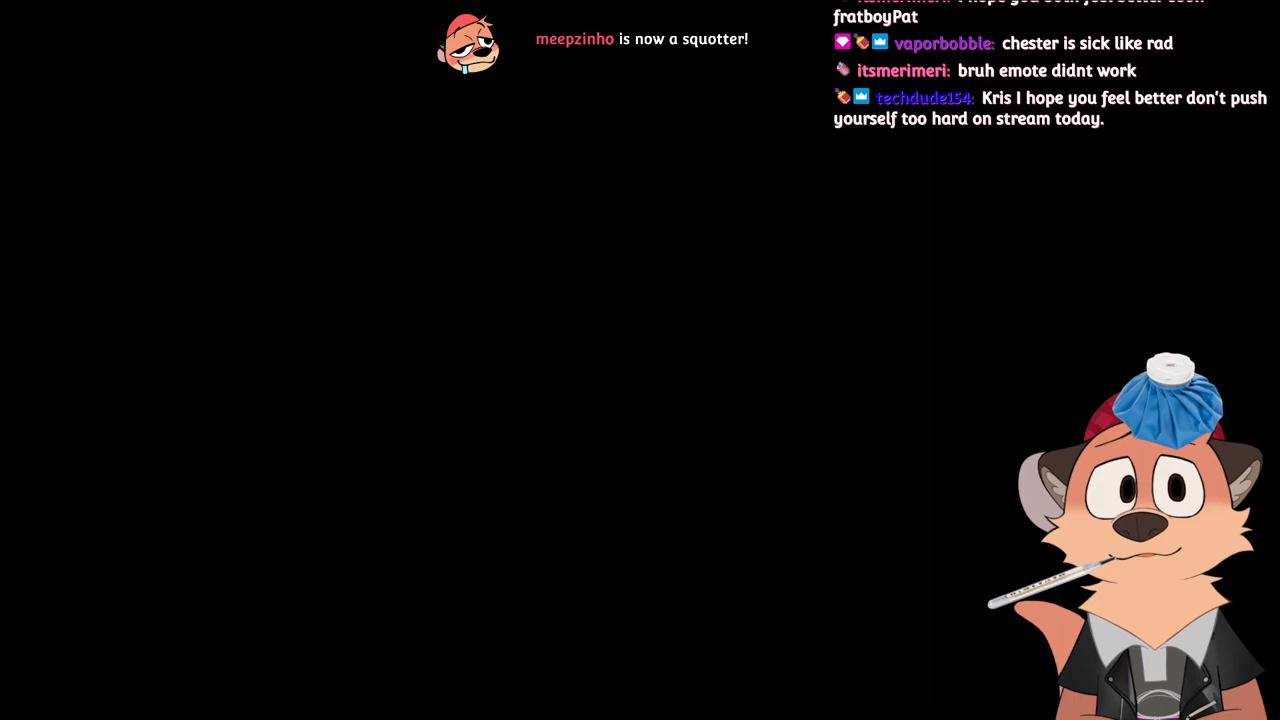 meepzinho is now a squotter!
fratboyPat
vaporbobble: chester is sick like rad
itsmerimeri: bruh emote didnt work
techdude154: Kris I hope you feel better don't push
yourself too hard on stream today.